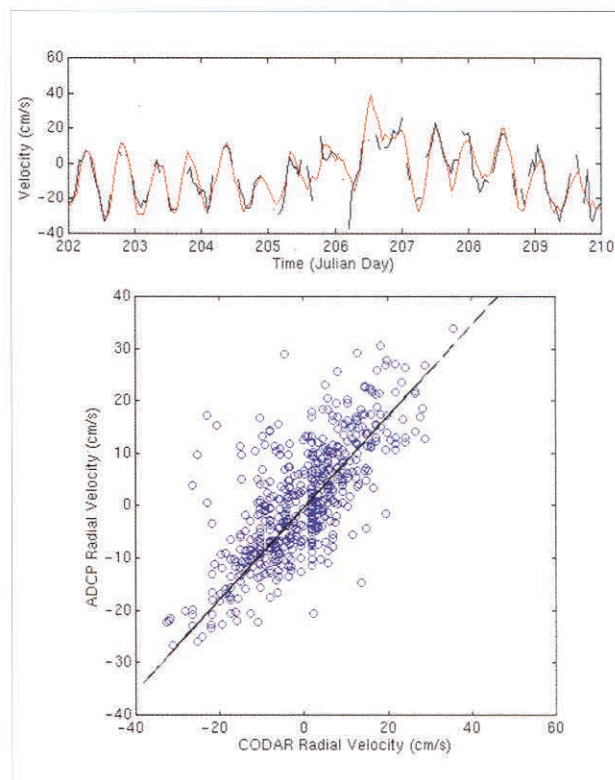 60
40
20
0
-20
-40
Velocity (cm/s)
202 203 204 205 206 207 208 209 210
Time (Julian Day)
40
30
20
10
0
-10
-20
-30
-40
ADCP Radial Velocity (cm/s)
-40 -20 0 20 40 60
CODAR Radial Velocity (cm/s)